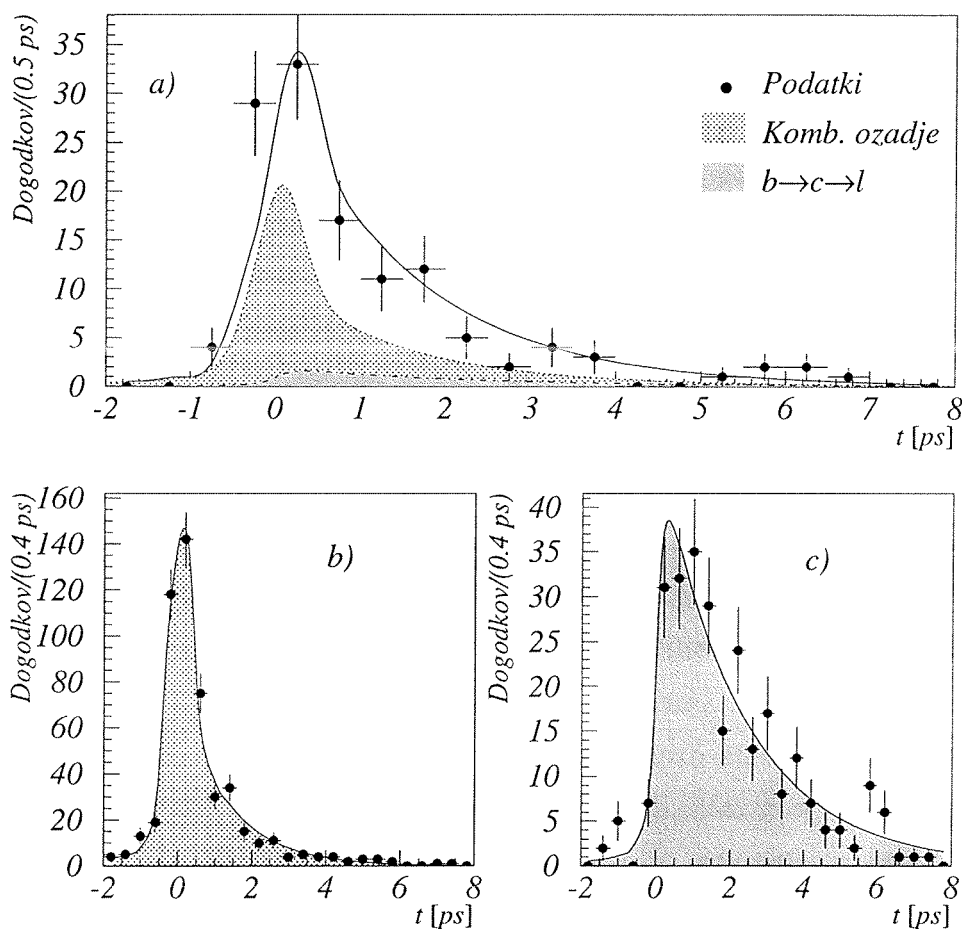 Dogodkov/(0.5 ps)
35
30
25
20
15
10
5
0
a)
Podatki
Komb. ozadje
b→c→l
-2 -1 0 1 2 3 4 5 6 7 8
t [ps]
Dogodkov/(0.4 ps)
160
140
120
100
80
60
40
20
0
b)
-2 0 2 4 6 8
t [ps]
Dogodkov/(0.4 ps)
40
35
30
25
20
15
10
5
0
c)
-2 0 2 4 6 8
t [ps]